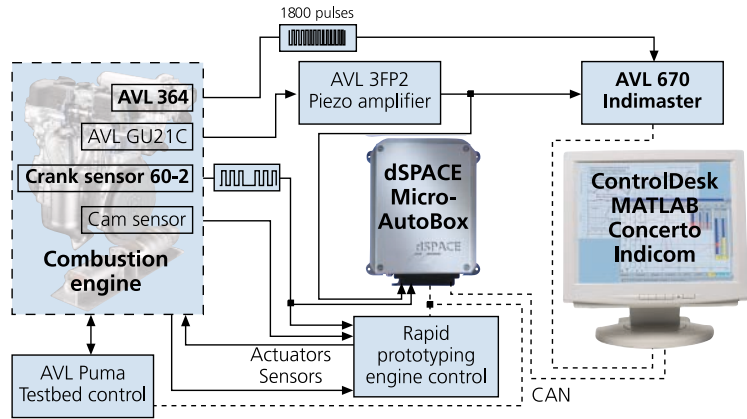 1800 pulses
AVL 364
AVL GU21C
Crank sensor 60-2
Cam sensor
Combustion
engine
AVL 3FP2
Piezo amplifier
AVL 670
Indimaster
dSPACE
Micro-
AutoBox
dSPACE
ControlDesk
MATLAB
Concerto
Indicom
AVL Puma
Testbed control
Actuators
Sensors
Rapid
prototyping
engine control
CAN